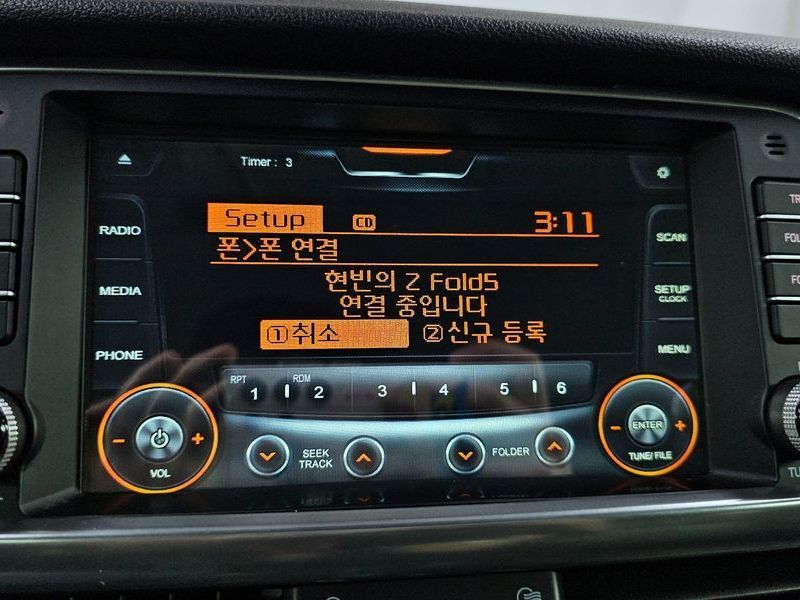 Timer : 3
Setup CD 3:11
폰>폰 연결
현빈의 Z Fold5
연결 중입니다
①취소 ②신규 등록
RADIO
MEDIA
PHONE
SCAN
SETUP
CLOCK
MENU
RPT 1 RDM 2 3 4 5 6
VOL
SEEK
TRACK
FOLDER
ENTER
TUNE/ FILE